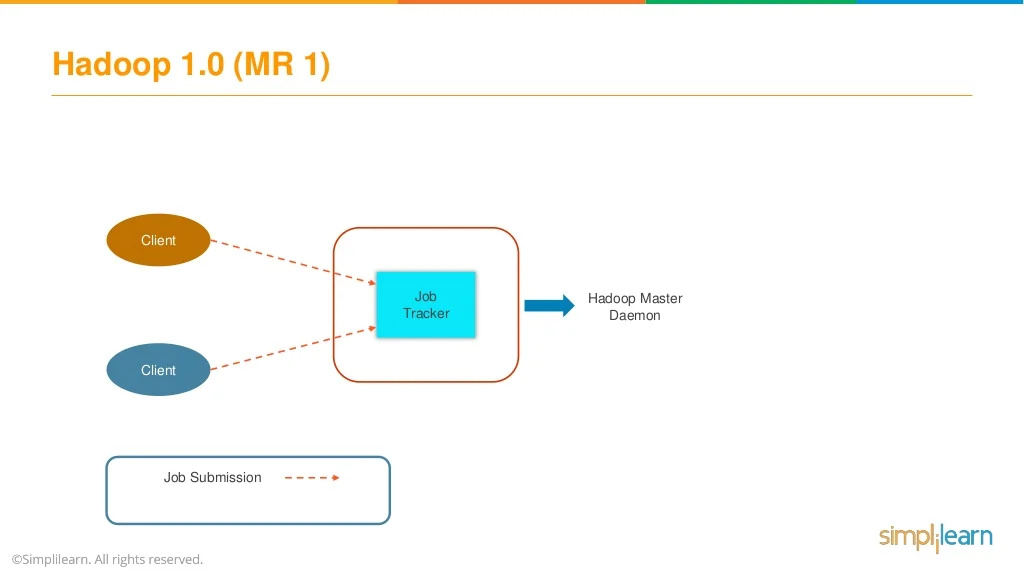 Hadoop 1.0 (MR 1)
Client
Job
Tracker
Hadoop Master
Daemon
Client
Job Submission
simplilearn
©Simplilearn. All rights reserved.